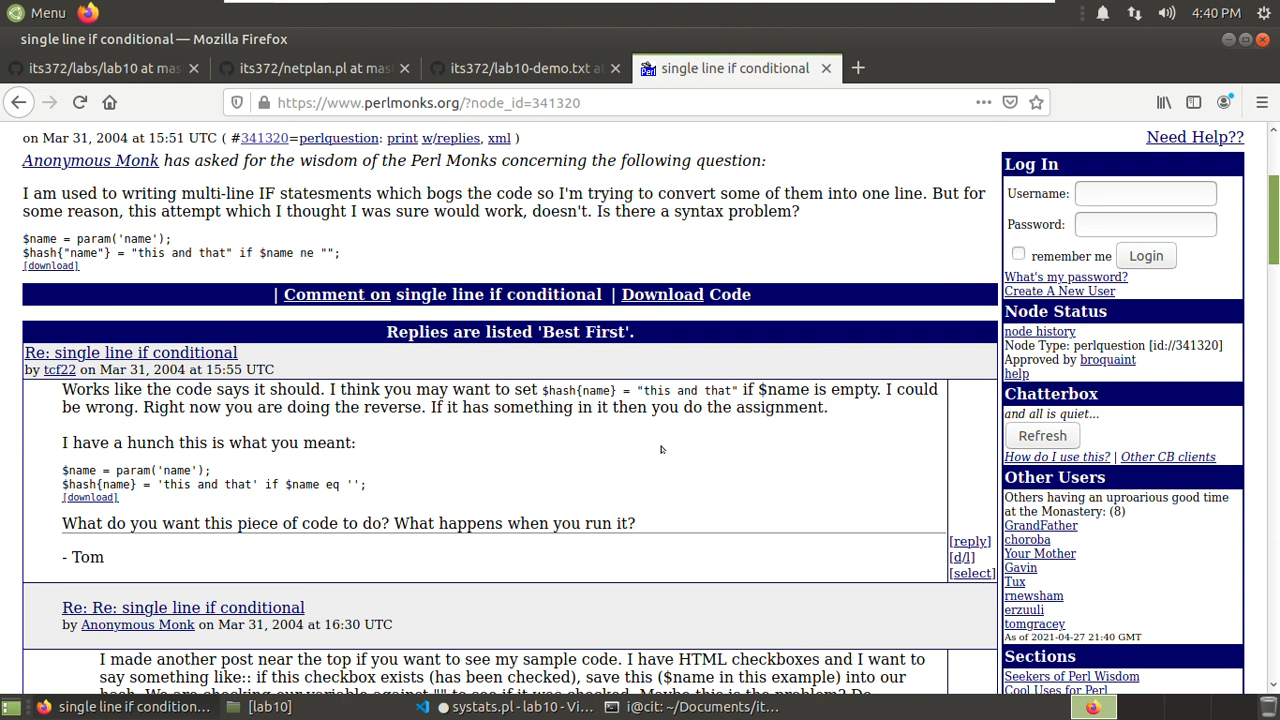 Menu
4:40 PM
single line if conditional — Mozilla Firefox
its372/labs/lab10 at mas
its372/netplan.pl at mast
lab10-demo.txt at
single line if conditional
https://www.perlmonks.org/?node_id=341320
on Mar 31, 2004 at 15:51 UTC ( #341320=perlquestion: print w/replies, xml )
Need Help??
Anonymous Monk has asked for the wisdom of the Perl Monks concerning the following question:
I am used to writing multi-line IF statesments which bogs the code so I'm trying to convert some of them into one line. But for
some reason, this attempt which I thought I was sure would work, doesn't. Is there a syntax problem?
$name = param('name');
$hash{"name"} = "this and that" if $name ne "";
[download]
| Comment on single line if conditional | Download Code
Replies are listed 'Best First'.
Re: single line if conditional
by tcf22 on Mar 31, 2004 at 15:55 UTC
Works like the code says it should. I think you may want to set $hash{name} = "this and that" if $name is empty. I could
be wrong. Right now you are doing the reverse. If it has something in it then you do the assignment.
I have a hunch this is what you meant:
$name = param('name');
$hash{name} = 'this and that' if $name eq '';
[download]
What do you want this piece of code to do? What happens when you run it?
- Tom
[reply]
[d/l]
[select]
Re: Re: single line if conditional
by Anonymous Monk on Mar 31, 2004 at 16:30 UTC
I made another post near the top if you want to see my sample code. I have HTML checkboxes and I want to
say something like:: if this checkbox exists (has been checked), save this ($name in this example) into our
Log In
Username:
Password:
remember me Login
What's my password?
Create A New User
Node Status
node history
Node Type: perlquestion [id://341320]
Approved by broquaint
help
Chatterbox
and all is quiet...
Refresh
How do I use this? | Other CB clients
Other Users
Others having an uproarious good time
at the Monastery: (8)
GrandFather
choroba
Your Mother
Gavin
Tux
rnewsham
erzuuli
tomgracey
As of 2021-04-27 21:40 GMT
Sections
Seekers of Perl Wisdom
Cool Uses for Perl
single line if condition...
[lab10]
systats.pl - lab10 - Vi...
i@cit: ~/Documents/it...